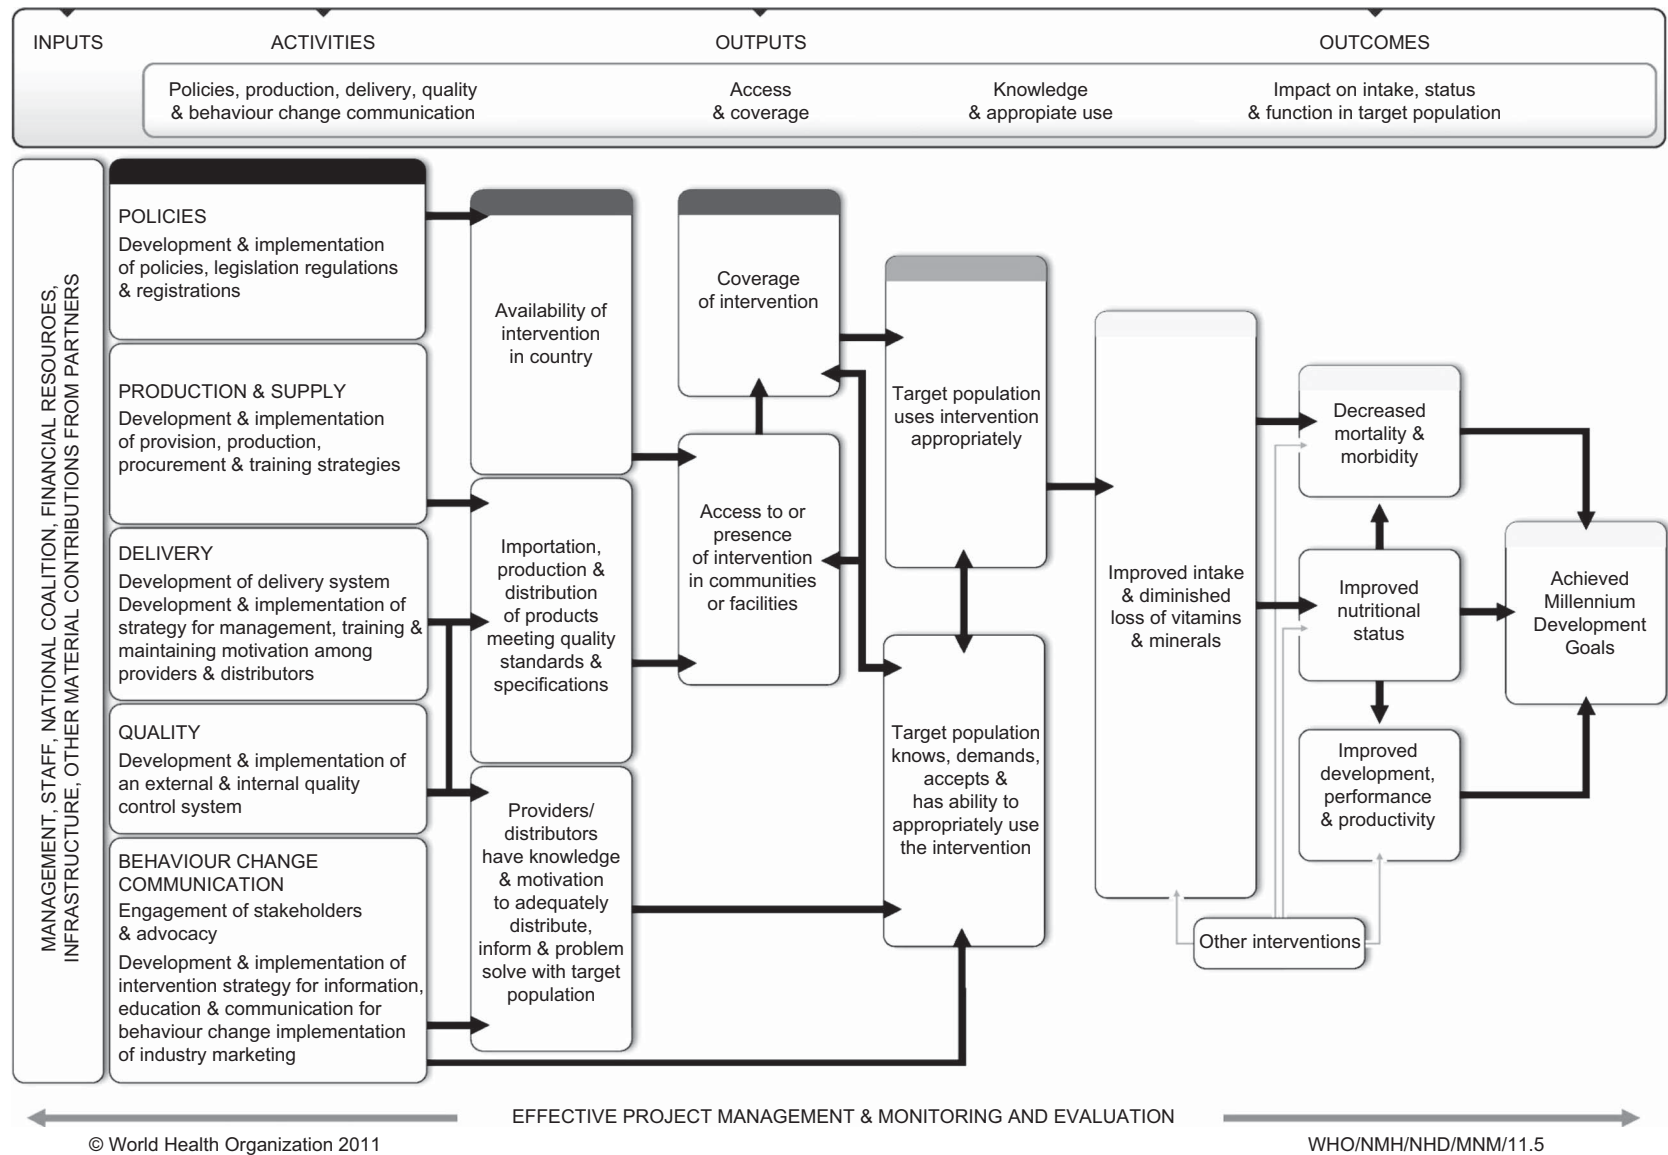 INPUTS
ACTIVITIES
OUTPUTS
OUTCOMES
Policies, production, delivery, quality
& behaviour change communication
Access
& coverage
Knowledge
& appropiate use
Impact on intake, status
& function in target population
MANAGEMENT, STAFF, NATIONAL COALITION, FINANCIAL RESOUROES,
INFRASTRUCTURE, OTHER MATERIAL CONTRIBUTIONS FROM PARTNERS
POLICIES
Development & implementation
of policies, legislation regulations
& registrations
PRODUCTION & SUPPLY
Development & implementation
of provision, production,
procurement & training strategies
DELIVERY
Development of delivery system
Development & implementation of
strategy for management, training &
maintaining motivation among
providers & distributors
QUALITY
Development & implementation of
an external & internal quality
control system
BEHAVIOUR CHANGE
COMMUNICATION
Engagement of stakeholders
& advocacy
Development & implementation of
intervention strategy for information,
education & communication for
behaviour change implementation
of industry marketing
Availability of
intervention
in country
Importation,
production &
distribution
of products
meeting quality
standards &
specifications
Providers/
distributors
have knowledge
& motivation
to adequately
distribute,
inform & problem
solve with target
population
Coverage
of intervention
Access to or
presence
of intervention
in communities
or facilities
Target population
uses intervention
appropriately
Target population
knows, demands,
accepts &
has ability to
appropriately use
the intervention
Improved intake
& diminished
loss of vitamins
& minerals
Decreased
mortality &
morbidity
Improved
nutritional
status
Improved
development,
performance
& productivity
Achieved
Millennium
Development
Goals
Other interventions
EFFECTIVE PROJECT MANAGEMENT & MONITORING AND EVALUATION
© World Health Organization 2011
WHO/NMH/NHD/MNM/11.5